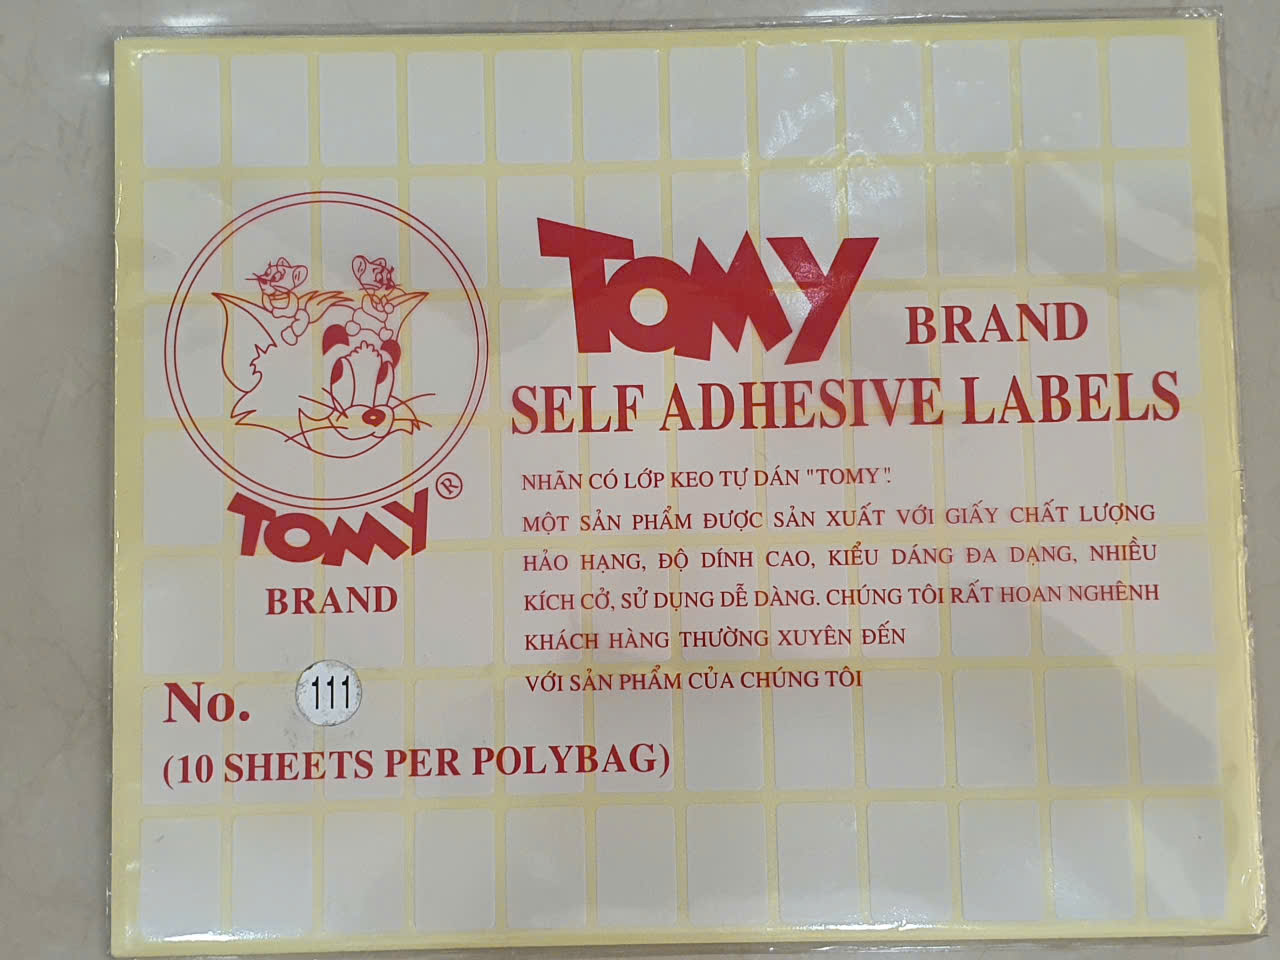 TOMY BRAND
SELF ADHESIVE LABELS
NHÃN CÓ LỚP KEO TỰ DÁN "TOMY".
MỘT SẢN PHẨM ĐƯỢC SẢN XUẤT VỚI GIẤY CHẤT LƯỢNG
HẢO HẠNG, ĐỘ DÍNH CAO, KIỂU DÁNG ĐA DẠNG, NHIỀU
KÍCH CỞ, SỬ DỤNG DỄ DÀNG. CHÚNG TÔI RẤT HOAN NGHÊNH
KHÁCH HÀNG THƯỜNG XUYÊN ĐẾN
VỚI SẢN PHẨM CỦA CHÚNG TÔI
TOMY ®
BRAND
No. 111
(10 SHEETS PER POLYBAG)